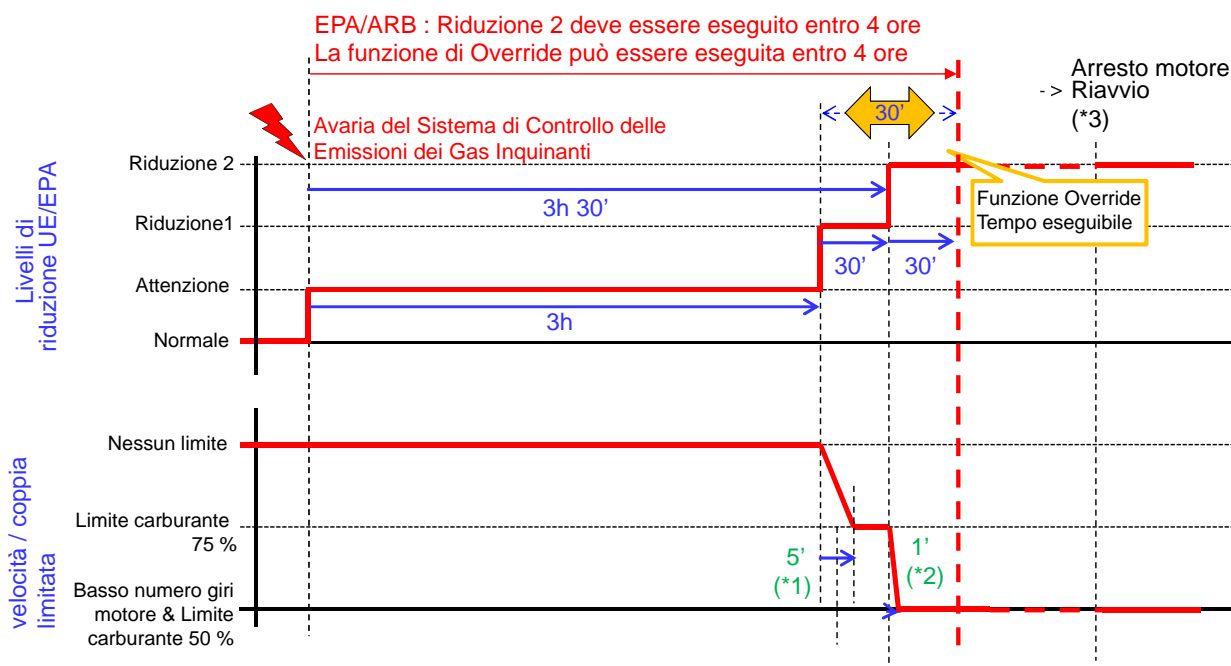 EPA/ARB : Riduzione 2 deve essere eseguito entro 4 ore
La funzione di Override può essere eseguita entro 4 ore
Arresto motore
- > Riavvio
(*3)
30’
Avaria del Sistema di Controllo delle
Emissioni dei Gas Inquinanti
Livelli di
riduzione UE/EPA
Riduzione 2
3h 30’
Funzione Override
Tempo eseguibile
Riduzione1
30’
30’
Attenzione
3h
Normale
velocità / coppia
limitata
Nessun limite
Limite carburante
75 %
5’
(*1)
1’
(*2)
Basso numero giri
motore & Limite
carburante 50 %